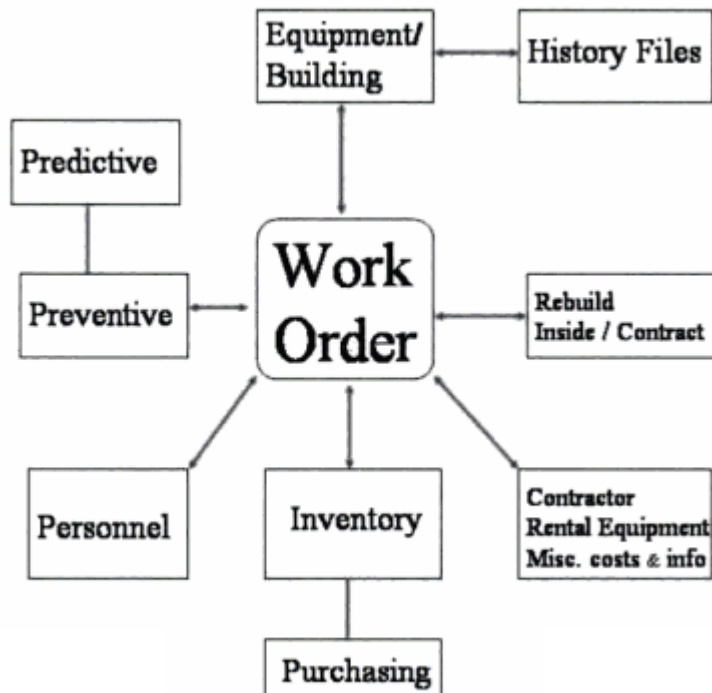 Equipment/
Building
History Files
Predictive
Work
Order
Preventive
Rebuild
Inside / Contract
Personnel
Inventory
Contractor
Rental Equipment
Misc. costs & info
Purchasing